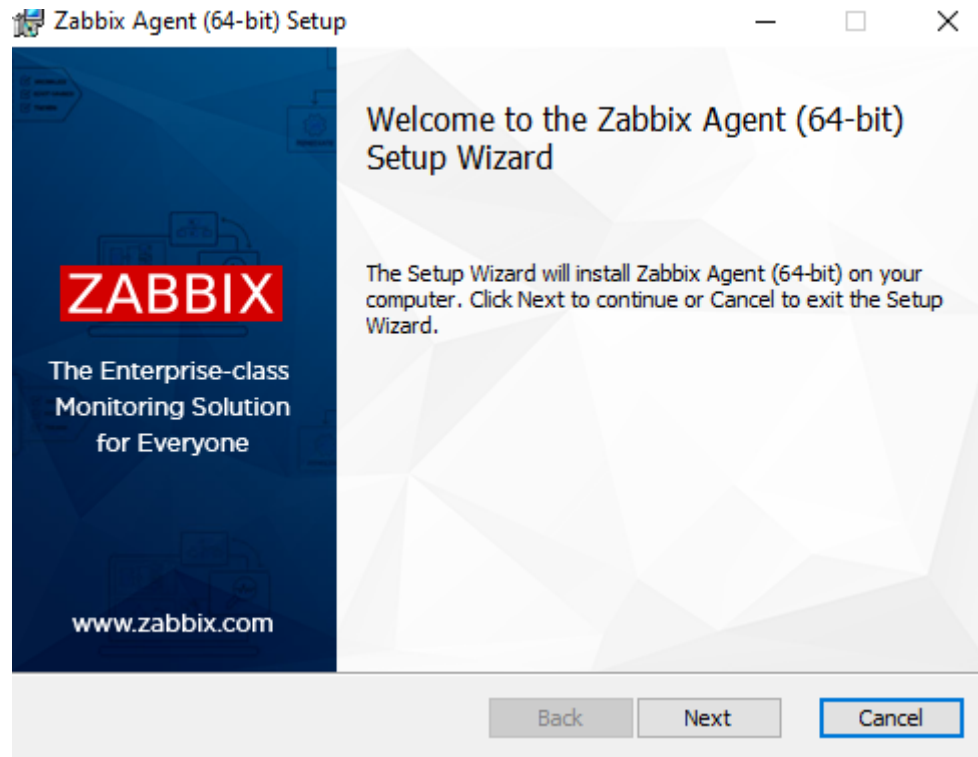 Zabbix Agent (64-bit) Setup
Welcome to the Zabbix Agent (64-bit)
Setup Wizard
The Setup Wizard will install Zabbix Agent (64-bit) on your
computer. Click Next to continue or Cancel to exit the Setup
Wizard.
ZABBIX
The Enterprise-class
Monitoring Solution
for Everyone
www.zabbix.com
Back
Next
Cancel